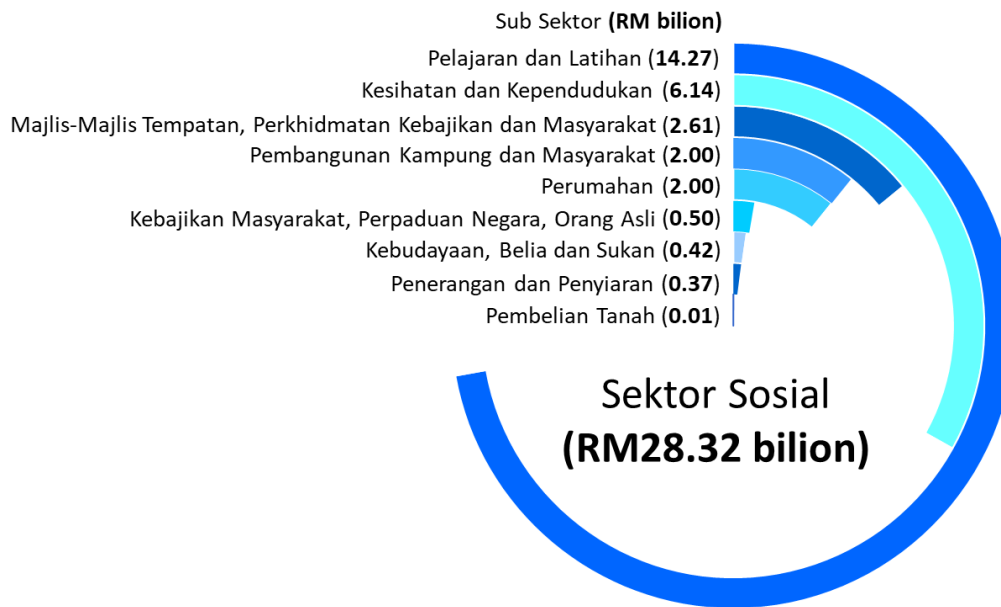 Sub Sektor (RM bilion)
Pelajaran dan Latihan (14.27)
Kesihatan dan Kependudukan (6.14)
Majlis-Majlis Tempatan, Perkhidmatan Kebajikan dan Masyarakat (2.61)
Pembangunan Kampung dan Masyarakat (2.00)
Perumahan (2.00)
Kebajikan Masyarakat, Perpaduan Negara, Orang Asli (0.50)
Kebudayaan, Belia dan Sukan (0.42)
Penerangan dan Penyiaran (0.37)
Pembelian Tanah (0.01)
Sektor Sosial
(RM28.32 bilion)